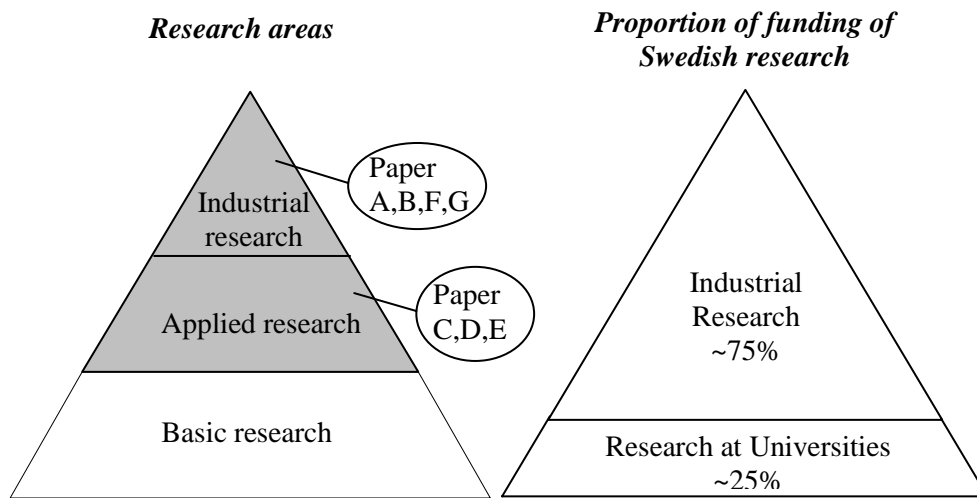 Research areas
Paper
A,B,F,G
Industrial
research
Paper
C,D,E
Applied research
Basic research
Proportion of funding of
Swedish research
Industrial
Research
~75%
Research at Universities
~25%